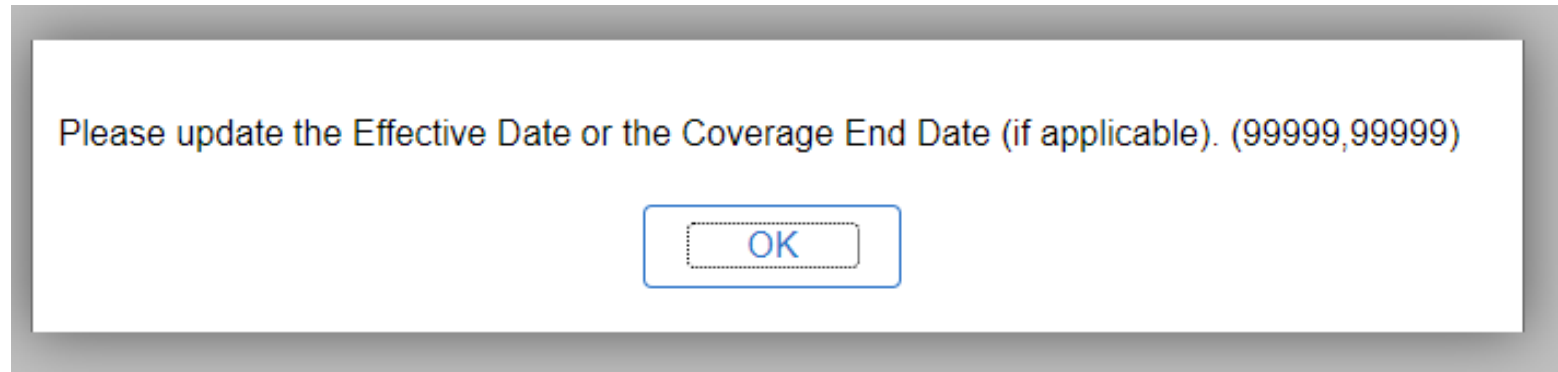 Please update the Effective Date or the Coverage End Date (if applicable). (99999,99999)
OK